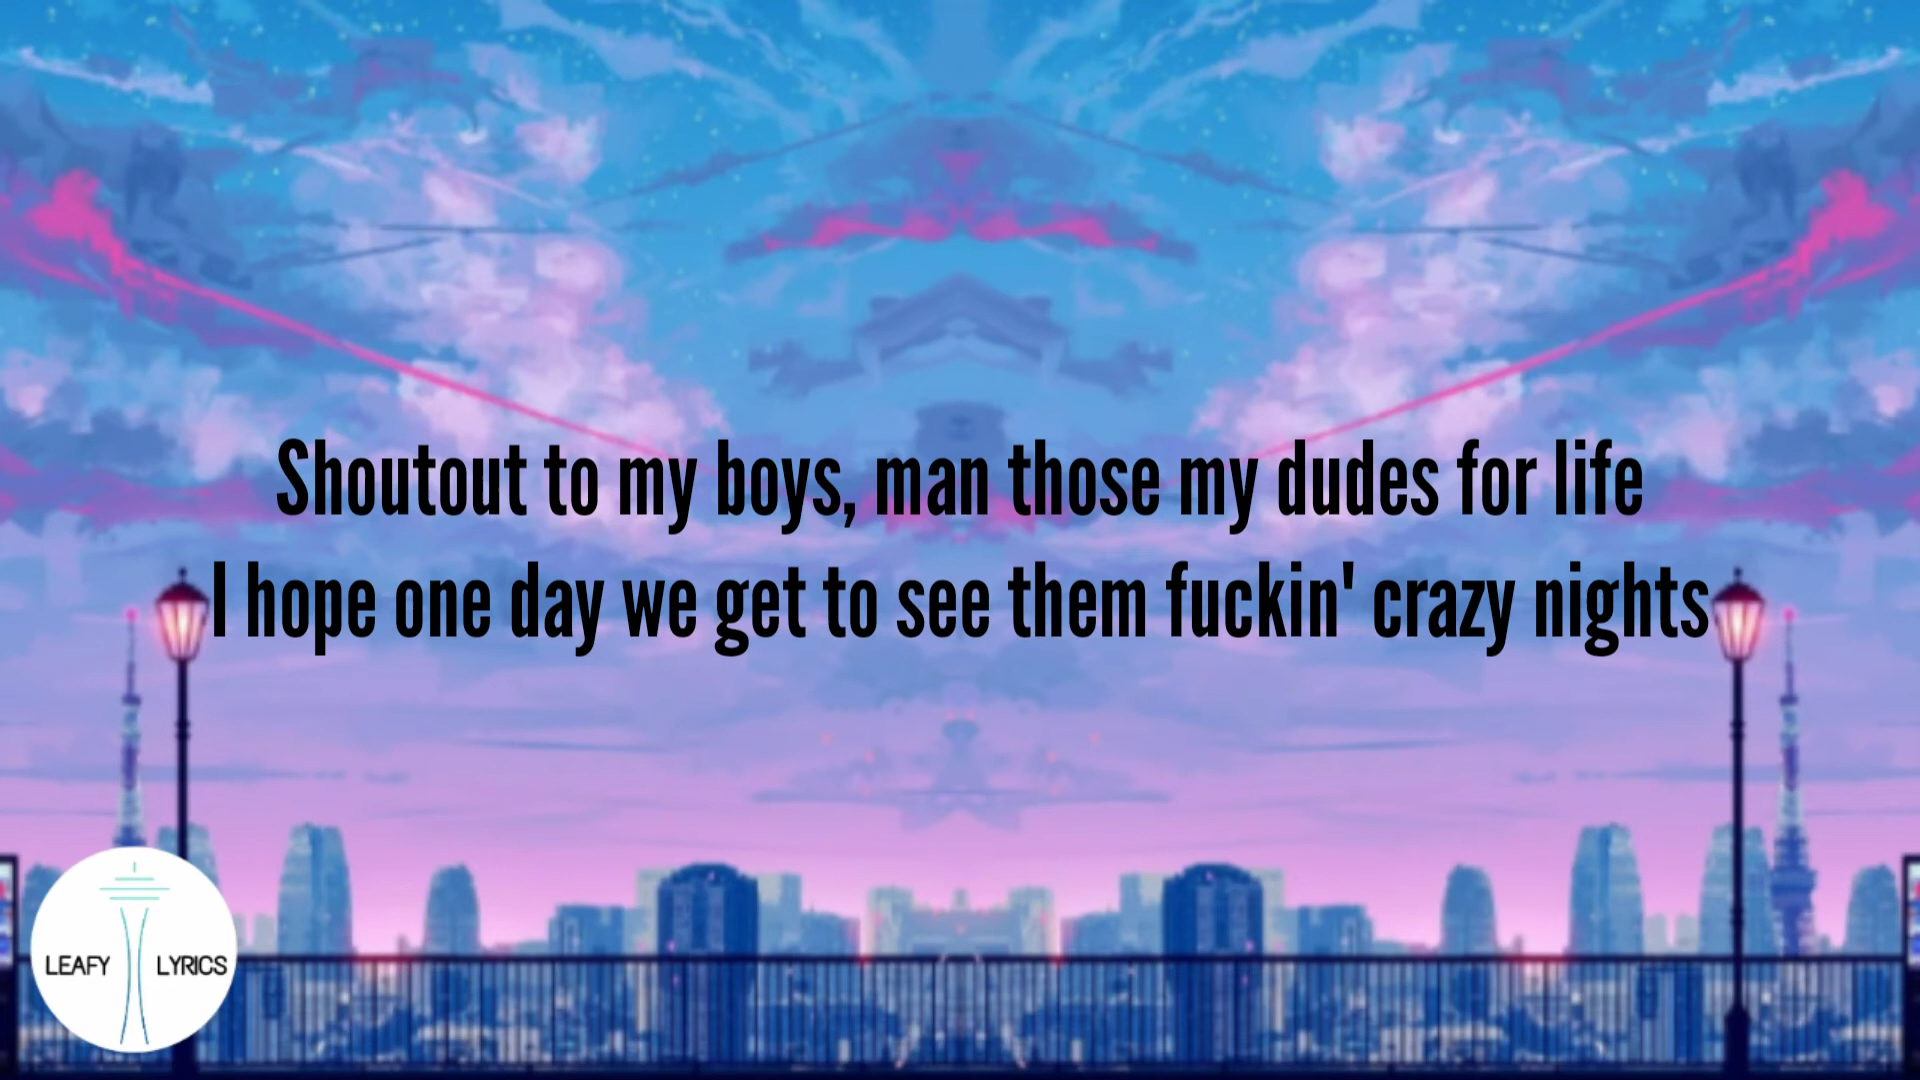 Shoutout to my boys, man those my dudes for life
I hope one day we get to see them fuckin' crazy nights
LEAFY LYRICS